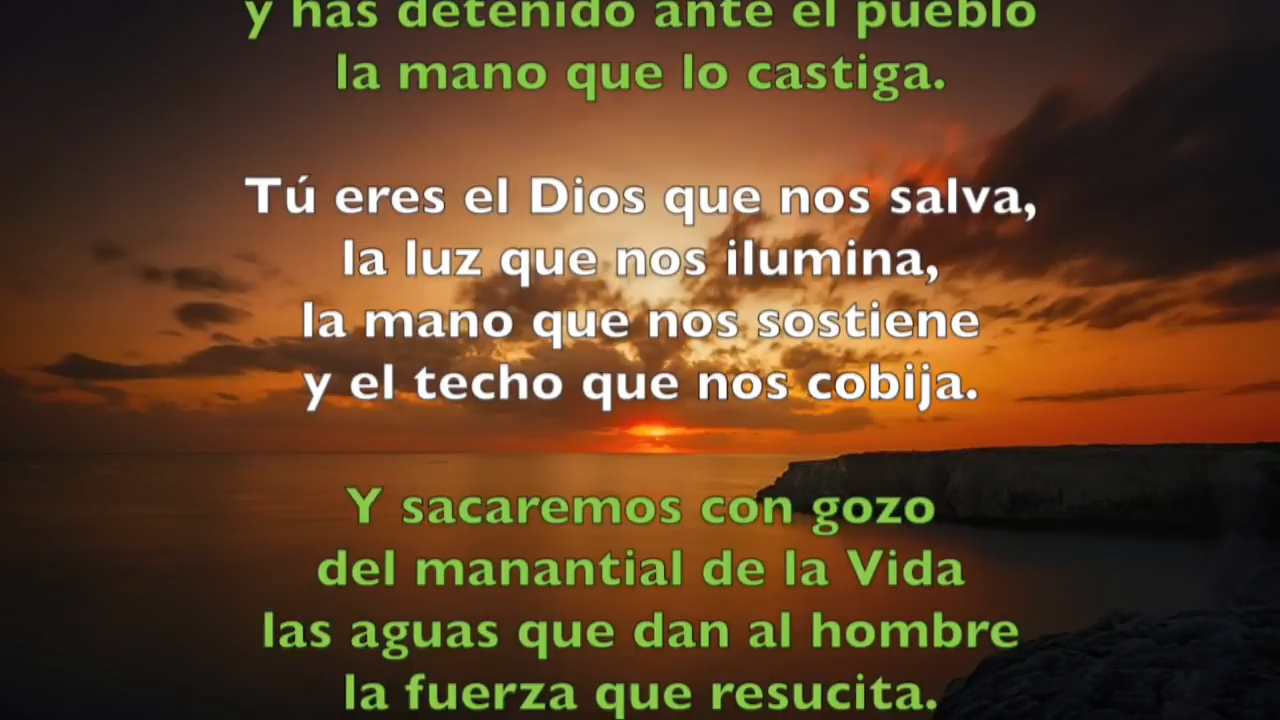 y has detenido ante el pueblo
la mano que lo castiga.
Tú eres el Dios que nos salva,
la luz que nos ilumina,
la mano que nos sostiene
y el techo que nos cobija.
Y sacaremos con gozo
del manantial de la Vida
las aguas que dan al hombre
la fuerza que resucita.